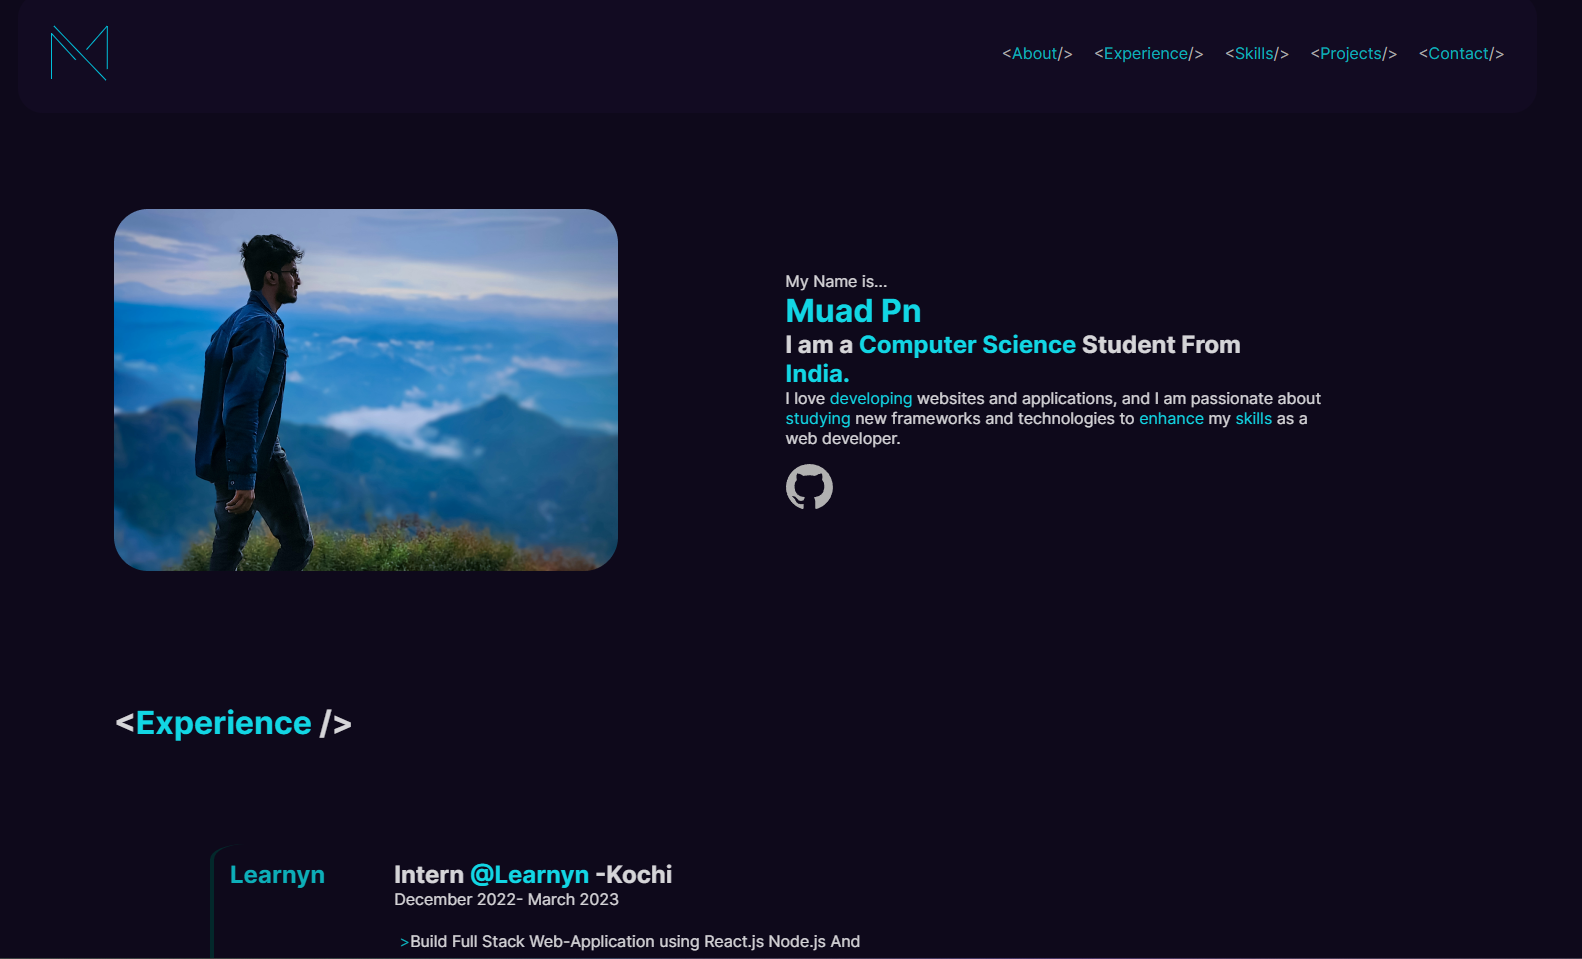 <About/> <Experience/> <Skills/> <Projects/> <Contact/>
My Name is...
Muad Pn
I am a Computer Science Student From
India.
I love developing websites and applications, and I am passionate about
studying new frameworks and technologies to enhance my skills as a
web developer.
<Experience />
Learnyn
Intern @Learnyn -Kochi
December 2022- March 2023
>Build Full Stack Web-Application using React.js Node.js And